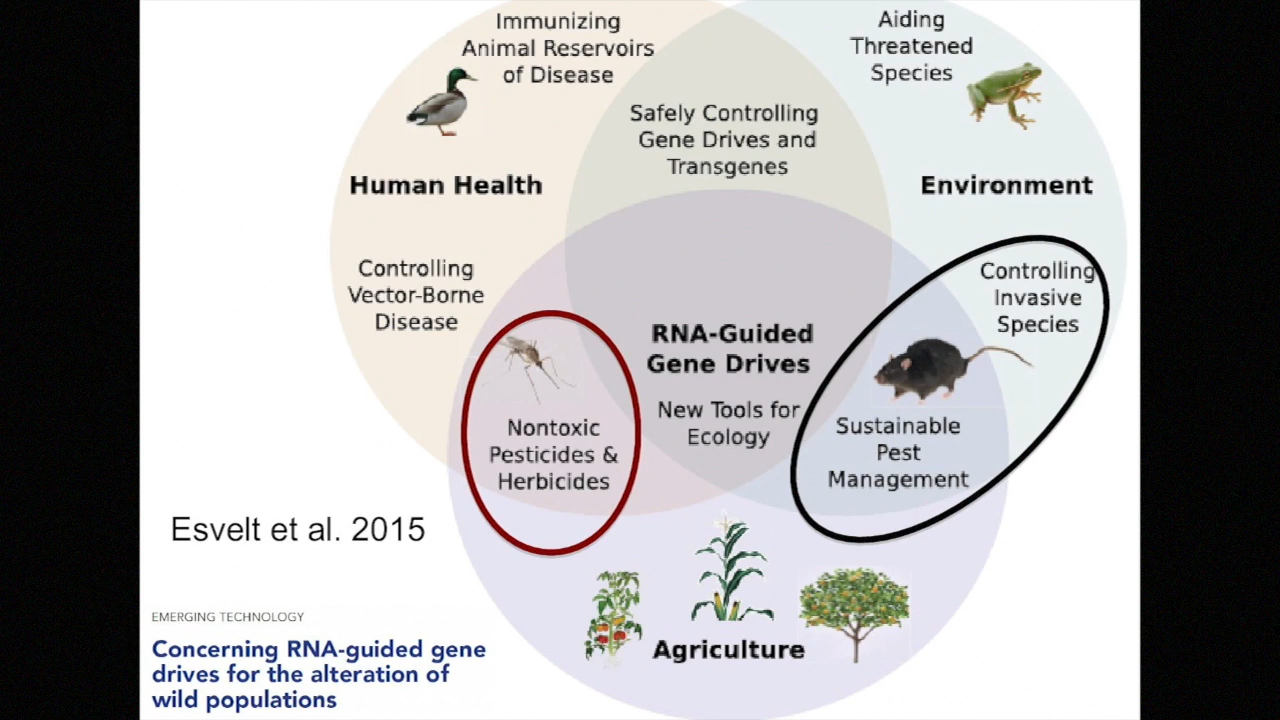 Immunizing
Animal Reservoirs
of Disease
Aiding
Threatened
Species
Safely Controlling
Gene Drives and
Transgenes
Human Health
Environment
Controlling
Vector-Borne
Disease
Controlling
Invasive
Species
RNA-Guided
Gene Drives
New Tools for
Ecology
Nontoxic
Pesticides &
Herbicides
Sustainable
Pest
Management
Esvelt et al. 2015
Agriculture
EMERGING TECHNOLOGY
Concerning RNA-guided gene
drives for the alteration of
wild populations